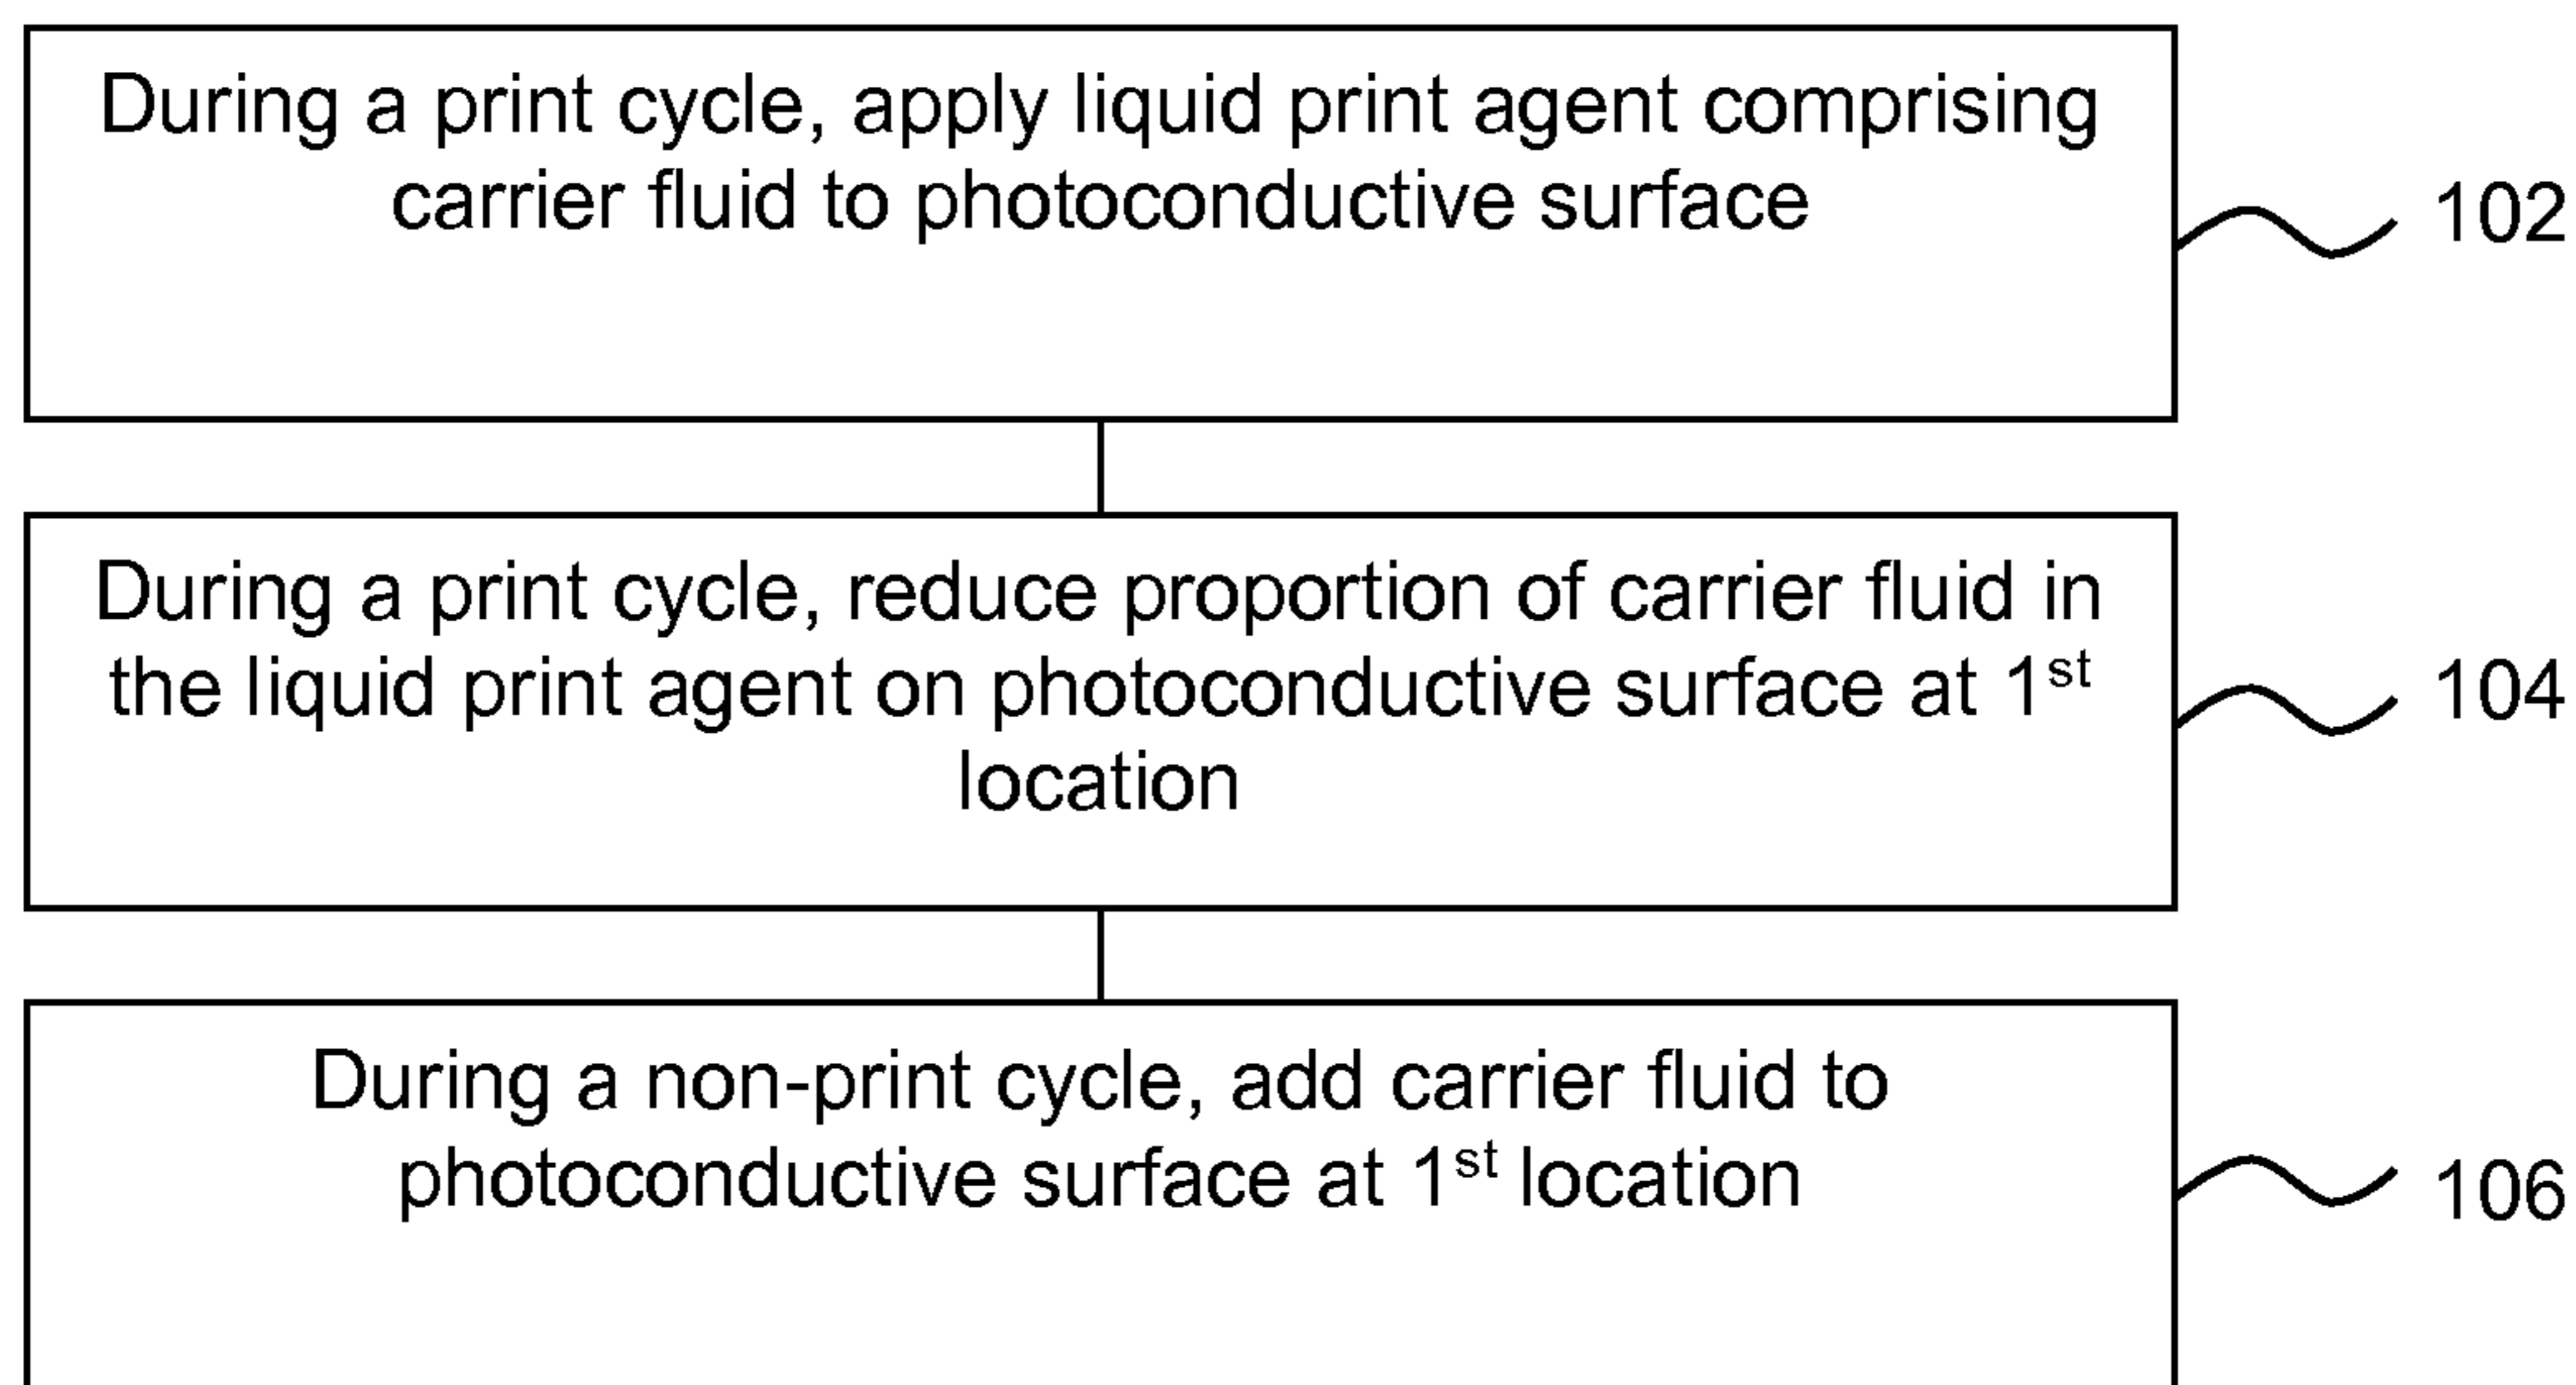 During a print cycle, apply liquid print agent comprising
carrier fluid to photoconductive surface
102
During a print cycle, reduce proportion of carrier fluid in
the liquid print agent on photoconductive surface at 1st
location
104
During a non-print cycle, add carrier fluid to
photoconductive surface at 1st location
106